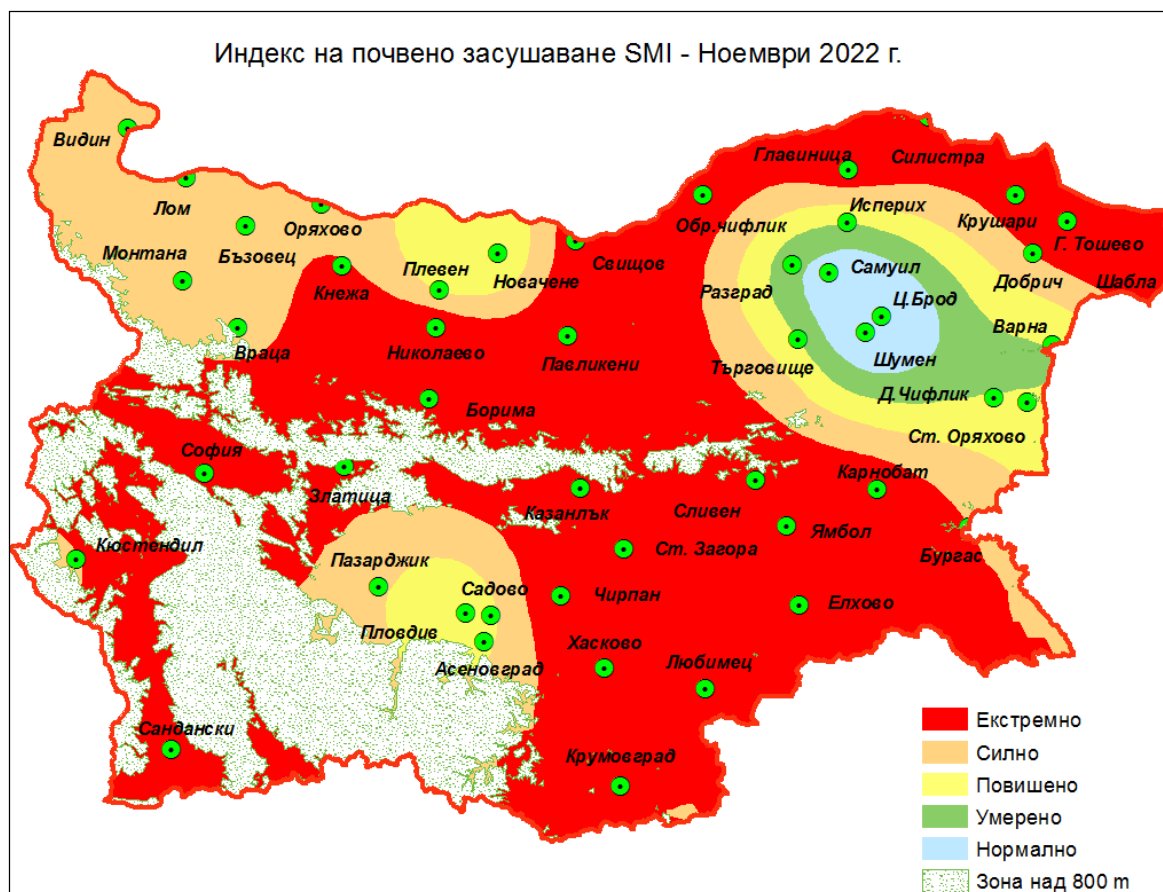 Индекс на почвено засушаване SMI - Ноември 2022 г.
Видин
Главиница
Силистра
Лом
Оряхово
Обр.чифлик
Исперих
Крушари
Г. Тошево
Монтана
Бъзовец
Плевен
Новачене
Свищов
Самуил
Добрич
Шабла
Кнежа
Разград
Ц.Брод
Варна
Враца
Николаево
Павликени
Търговище
Шумен
Борима
Д.Чифлик
Ст. Оряхово
София
Златица
Казанлък
Сливен
Карнобат
Ямбол
Кюстендил
Пазарджик
Ст. Загора
Бургас
Садово
Чирпан
Елхово
Пловдив
Асеновград
Хасково
Любимец
Сандански
Крумовград
Екстремно
Силно
Повишено
Умерено
Нормално
Зона над 800 m